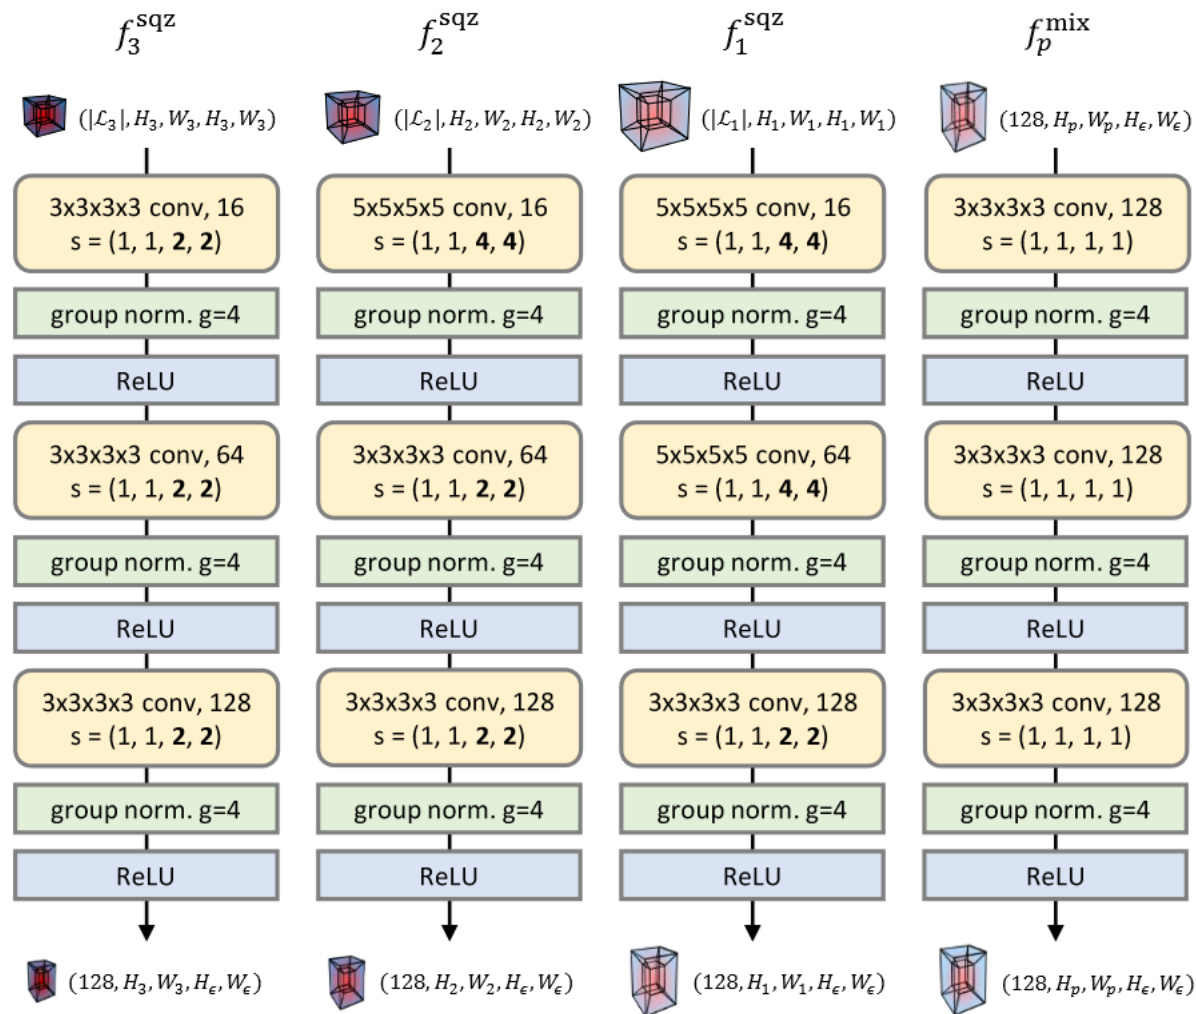 f_3^sqz
(|ℒ_3|, H_3, W_3, H_3, W_3)
3x3x3x3 conv, 16
s = (1, 1, 2, 2)
group norm. g=4
ReLU
3x3x3x3 conv, 64
s = (1, 1, 2, 2)
group norm. g=4
ReLU
3x3x3x3 conv, 128
s = (1, 1, 2, 2)
group norm. g=4
ReLU
(128, H_3, W_3, H_ϵ, W_ϵ)
f_2^sqz
(|ℒ_2|, H_2, W_2, H_2, W_2)
5x5x5x5 conv, 16
s = (1, 1, 4, 4)
group norm. g=4
ReLU
3x3x3x3 conv, 64
s = (1, 1, 2, 2)
group norm. g=4
ReLU
3x3x3x3 conv, 128
s = (1, 1, 2, 2)
group norm. g=4
ReLU
(128, H_2, W_2, H_ϵ, W_ϵ)
f_1^sqz
(|ℒ_1|, H_1, W_1, H_1, W_1)
5x5x5x5 conv, 16
s = (1, 1, 4, 4)
group norm. g=4
ReLU
5x5x5x5 conv, 64
s = (1, 1, 4, 4)
group norm. g=4
ReLU
3x3x3x3 conv, 128
s = (1, 1, 2, 2)
group norm. g=4
ReLU
(128, H_1, W_1, H_ϵ, W_ϵ)
f_p^mix
(128, H_p, W_p, H_ϵ, W_ϵ)
3x3x3x3 conv, 128
s = (1, 1, 1, 1)
group norm. g=4
ReLU
3x3x3x3 conv, 128
s = (1, 1, 1, 1)
group norm. g=4
ReLU
3x3x3x3 conv, 128
s = (1, 1, 1, 1)
group norm. g=4
ReLU
(128, H_p, W_p, H_ϵ, W_ϵ)